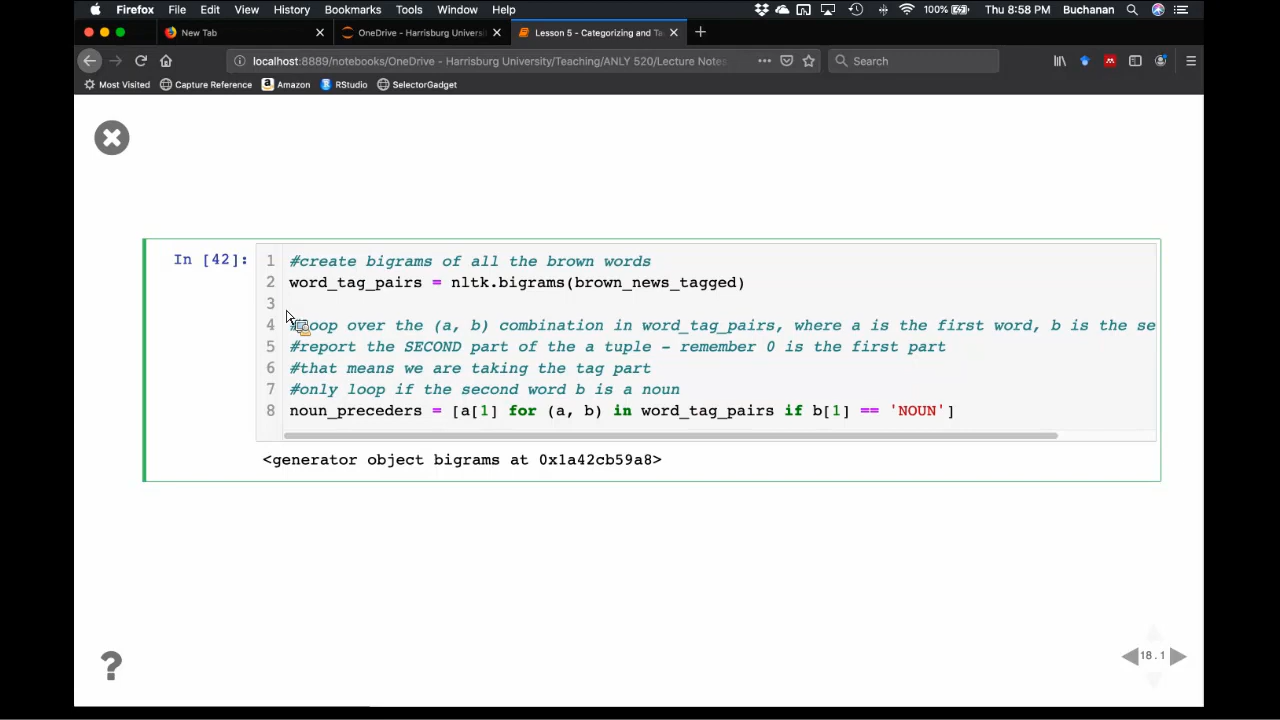 Firefox File Edit View History Bookmarks Tools Window Help 100% Thu 8:58 PM Buchanan
New Tab OneDrive - Harrisburg Universi Lesson 5 - Categorizing and Ta
localhost:8889/notebooks/OneDrive - Harrisburg University/Teaching/ANLY 520/Lecture Notes Search
Most Visited Capture Reference Amazon RStudio SelectorGadget
In [42]:
1 #create bigrams of all the brown words
2 word_tag_pairs = nltk.bigrams(brown_news_tagged)
3
4 #loop over the (a, b) combination in word_tag_pairs, where a is the first word, b is the se
5 #report the SECOND part of the a tuple - remember 0 is the first part
6 #that means we are taking the tag part
7 #only loop if the second word b is a noun
8 noun_preceders = [a[1] for (a, b) in word_tag_pairs if b[1] == 'NOUN']
<generator object bigrams at 0x1a42cb59a8>
?
18.1